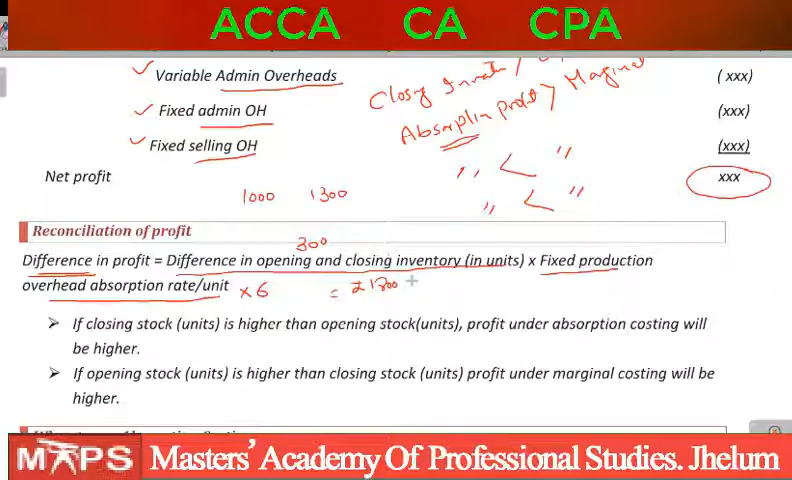 ACCA CA CPA
Variable Admin Overheads (xxx)
Closing
Absorption profit > Marginal
Fixed admin OH (xxx)
Fixed selling OH (xxx)
" < "
Net profit xxx
" < "
1000 1300
Reconciliation of profit
300
Difference in profit = Difference in opening and closing inventory (in units) x Fixed production
overhead absorption rate/unit × 6 = £1800
➢ If closing stock (units) is higher than opening stock(units), profit under absorption costing will
be higher.
➢ If opening stock (units) is higher than closing stock (units) profit under marginal costing will be
higher.
MAPS Masters' Academy Of Professional Studies. Jhelum